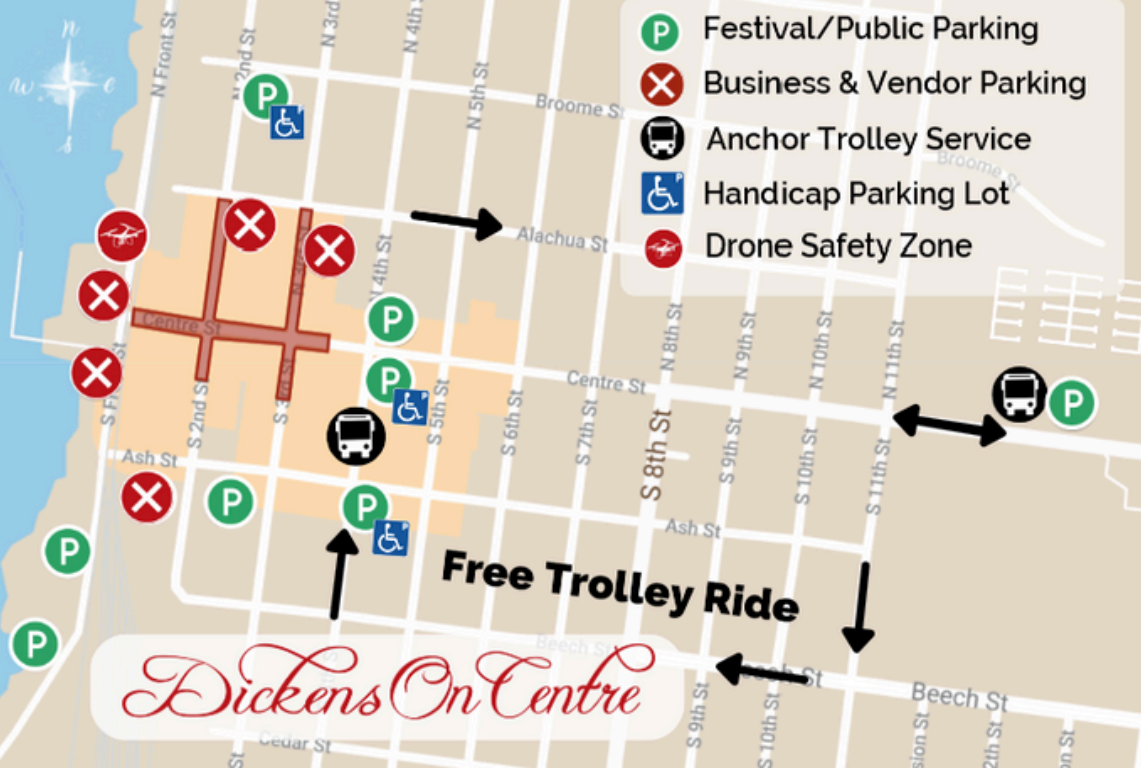 n
w
e
s
N Front St
2nd St
N 3rd
N 4th S
N 5th St
Broome St
P
Festival/Public Parking
Business & Vendor Parking
Anchor Trolley Service
P
Handicap Parking Lot
Drone Safety Zone
Broome St
P
P
Alachua St
N 4th St
Centre St
P
N 8th St
N 9th St
N 10th St
N 11th St
Centre St
P
P
P
S 2nd St
S 5th St
S 6th St
S 7th St
S 8th St
S 9th St
S 10th St
S 11th St
Ash St
P
P
P
Ash St
P
Free Trolley Ride
P
Beech St
Beech St
Dickens On Centre
S 9th St
S 10th St
Cedar St
St